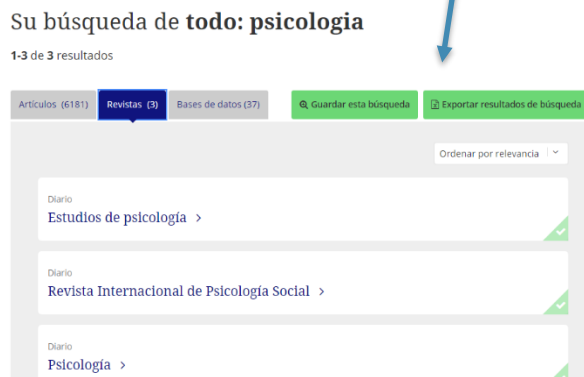 Su búsqueda de todo: psicologia
1-3 de 3 resultados
Artículos (6181) Revistas (3) Bases de datos (37) Guardar esta búsqueda Exportar resultados de búsqueda
Ordenar por relevancia
Diario
Estudios de psicología >
Diario
Revista Internacional de Psicología Social >
Diario
Psicología >